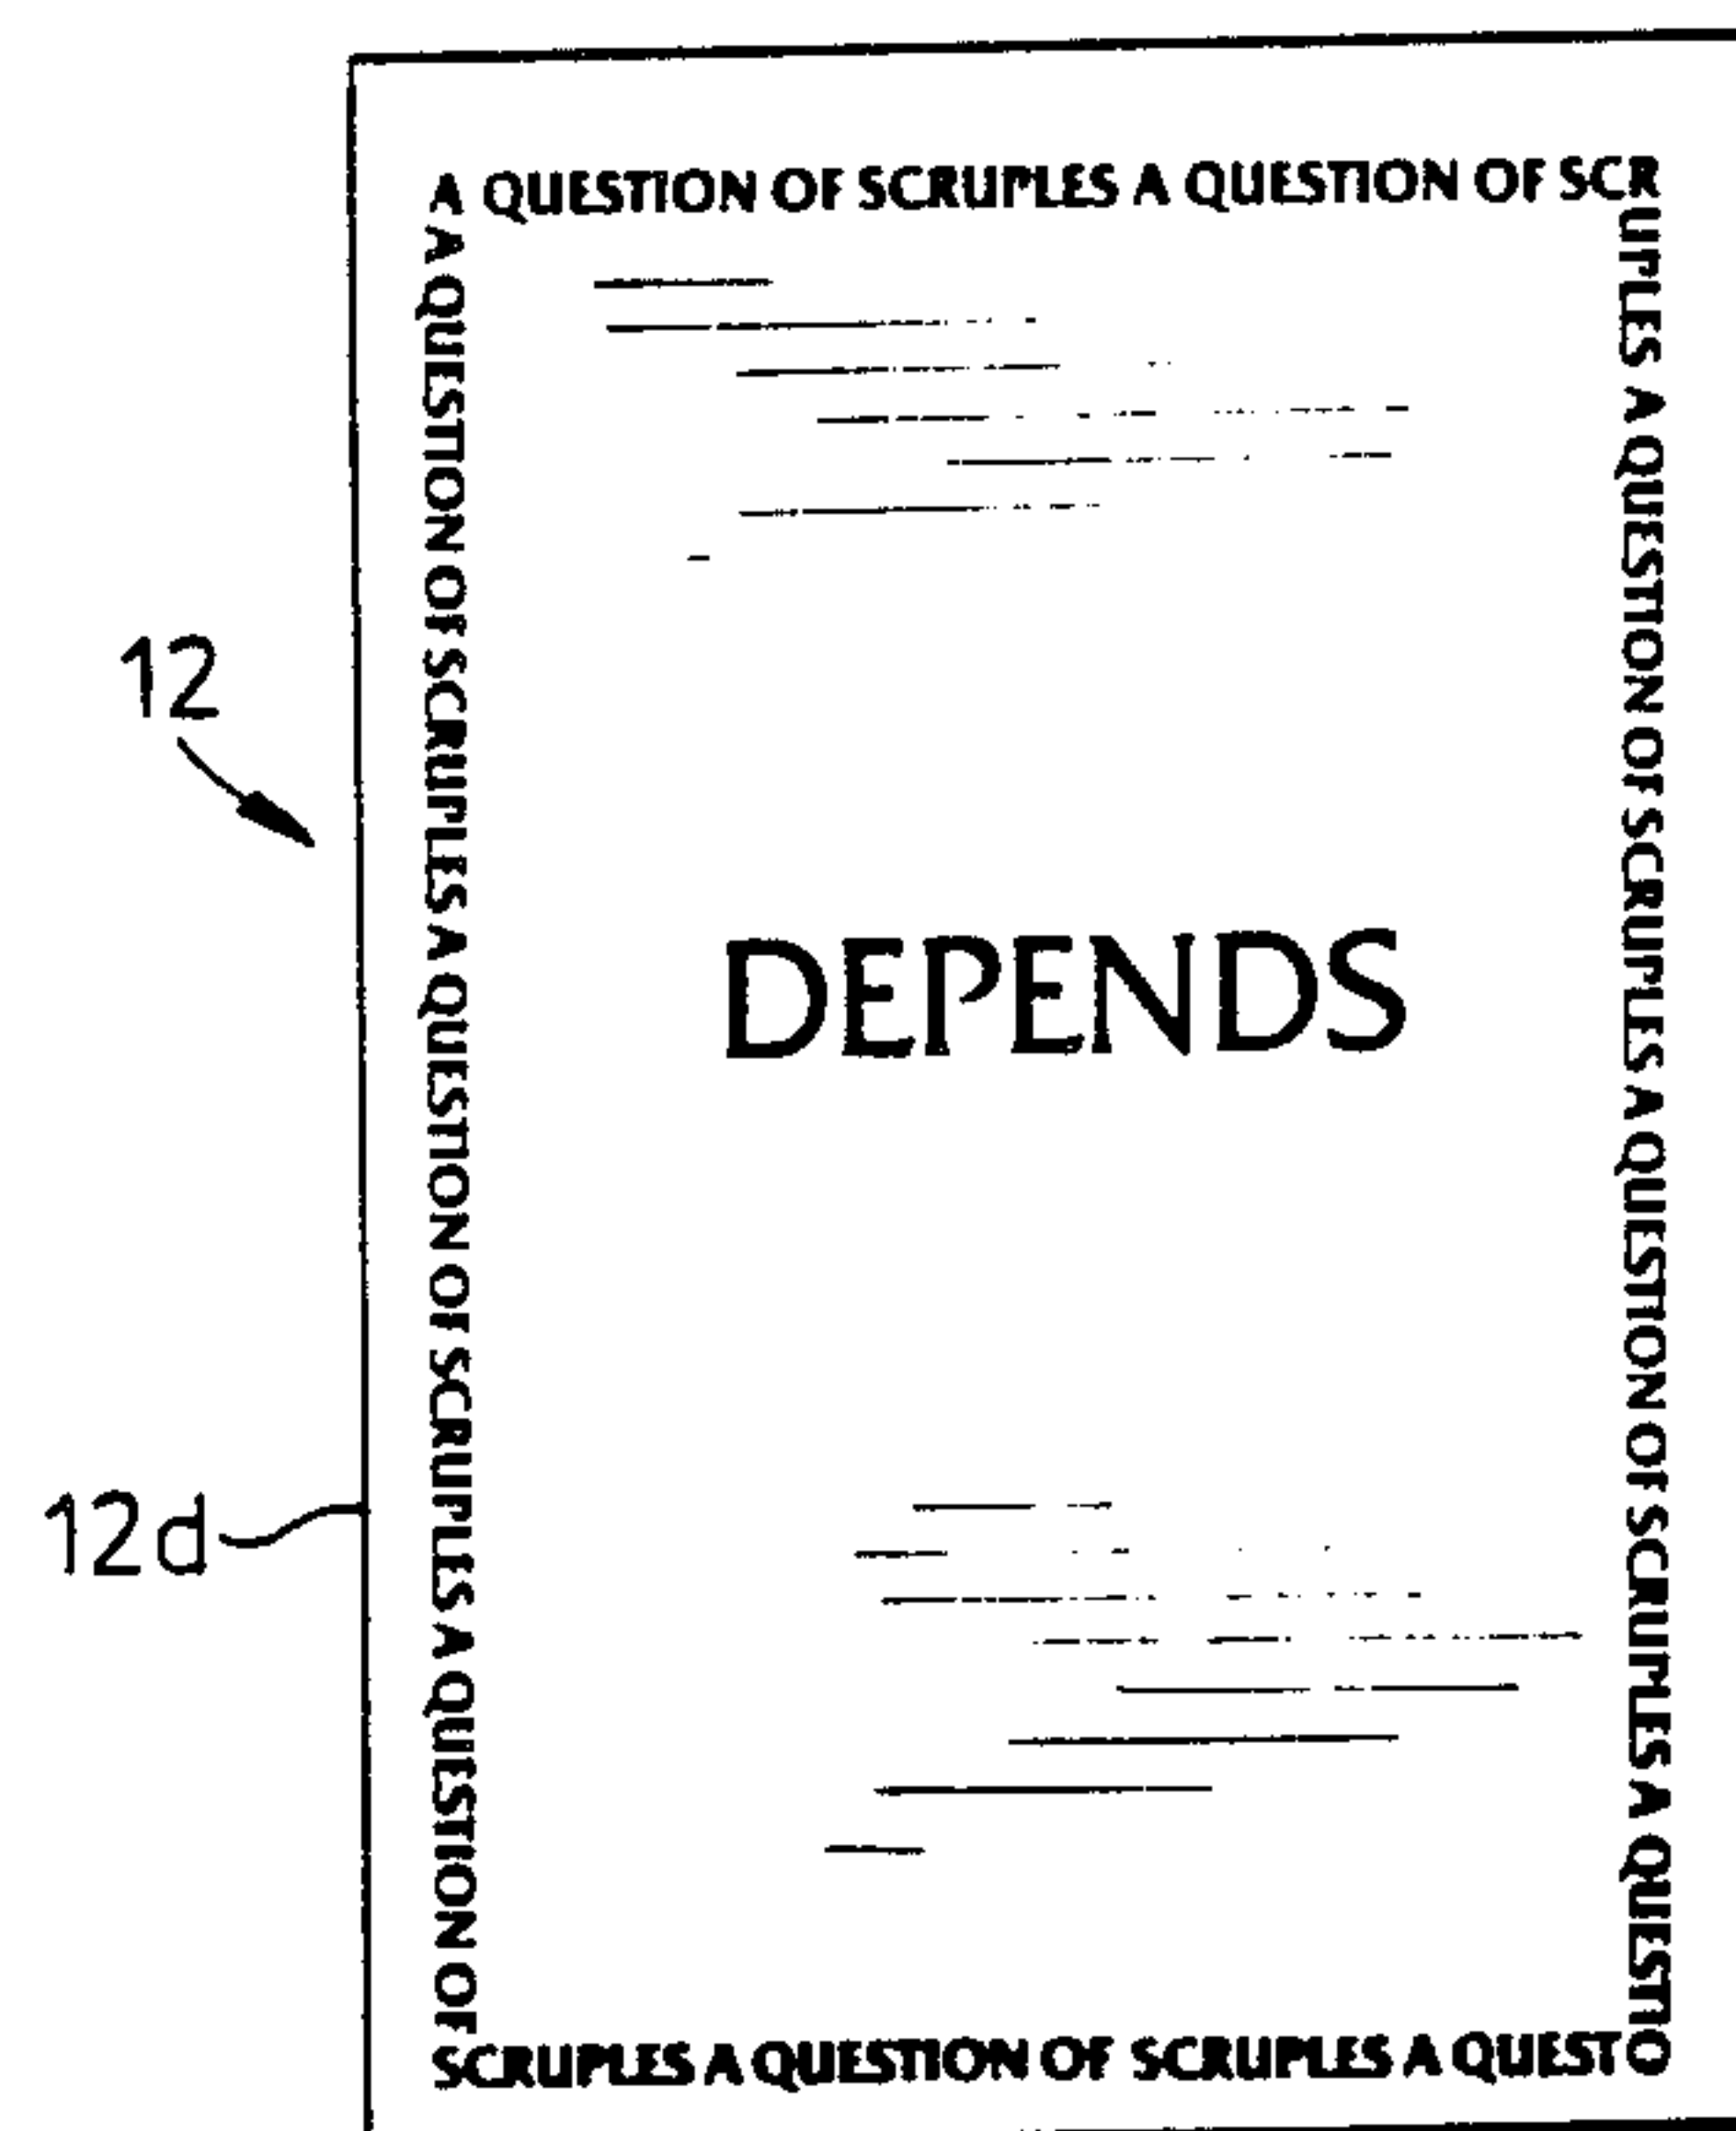 A QUESTION OF SCRUPLES A QUESTION OF SCR
UPLES A QUESTION OF SCRUPLES A QUESTION OF SCRUPLES A QUESTIO
A QUESTION OF SCRUPLES A QUESTION OF SCRUPLES A QUESTION OF
12
DEPENDS
12d
SCRUPLES A QUESTION OF SCRUPLES A QUEST